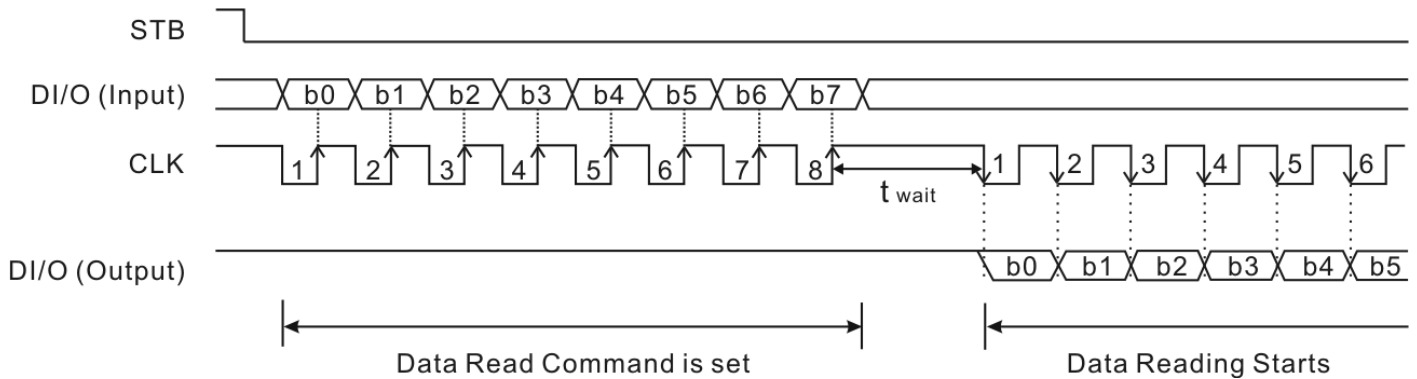 STB
DI/O (Input) b0 b1 b2 b3 b4 b5 b6 b7
CLK 1 2 3 4 5 6 7 8 1 2 3 4 5 6
t wait
DI/O (Output) b0 b1 b2 b3 b4 b5
Data Read Command is set Data Reading Starts